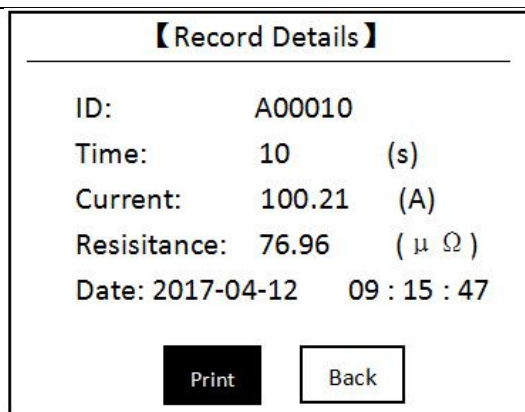 【Record Details】
ID: A00010
Time: 10 (s)
Current: 100.21 (A)
Resisitance: 76.96 (μ Ω)
Date: 2017-04-12 09 : 15 : 47
Print Back